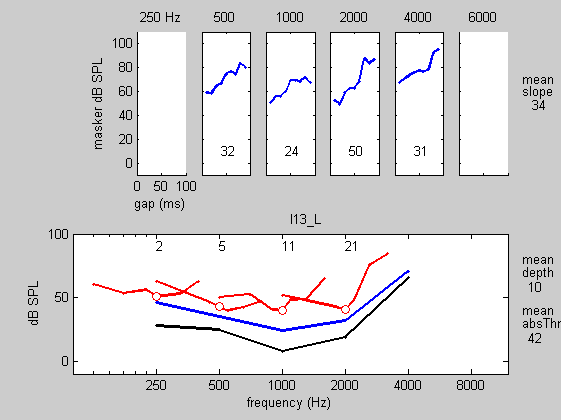 250 Hz 500 1000 2000 4000 6000
100
80
60
40
20
0
masker dB SPL
32 24 50 31
0 50 100
gap (ms)
mean
slope
34
I13_L
100
50
0
dB SPL
2 5 11 21
250 500 1000 2000 4000 8000
frequency (Hz)
mean
depth
10
mean
absThr
42